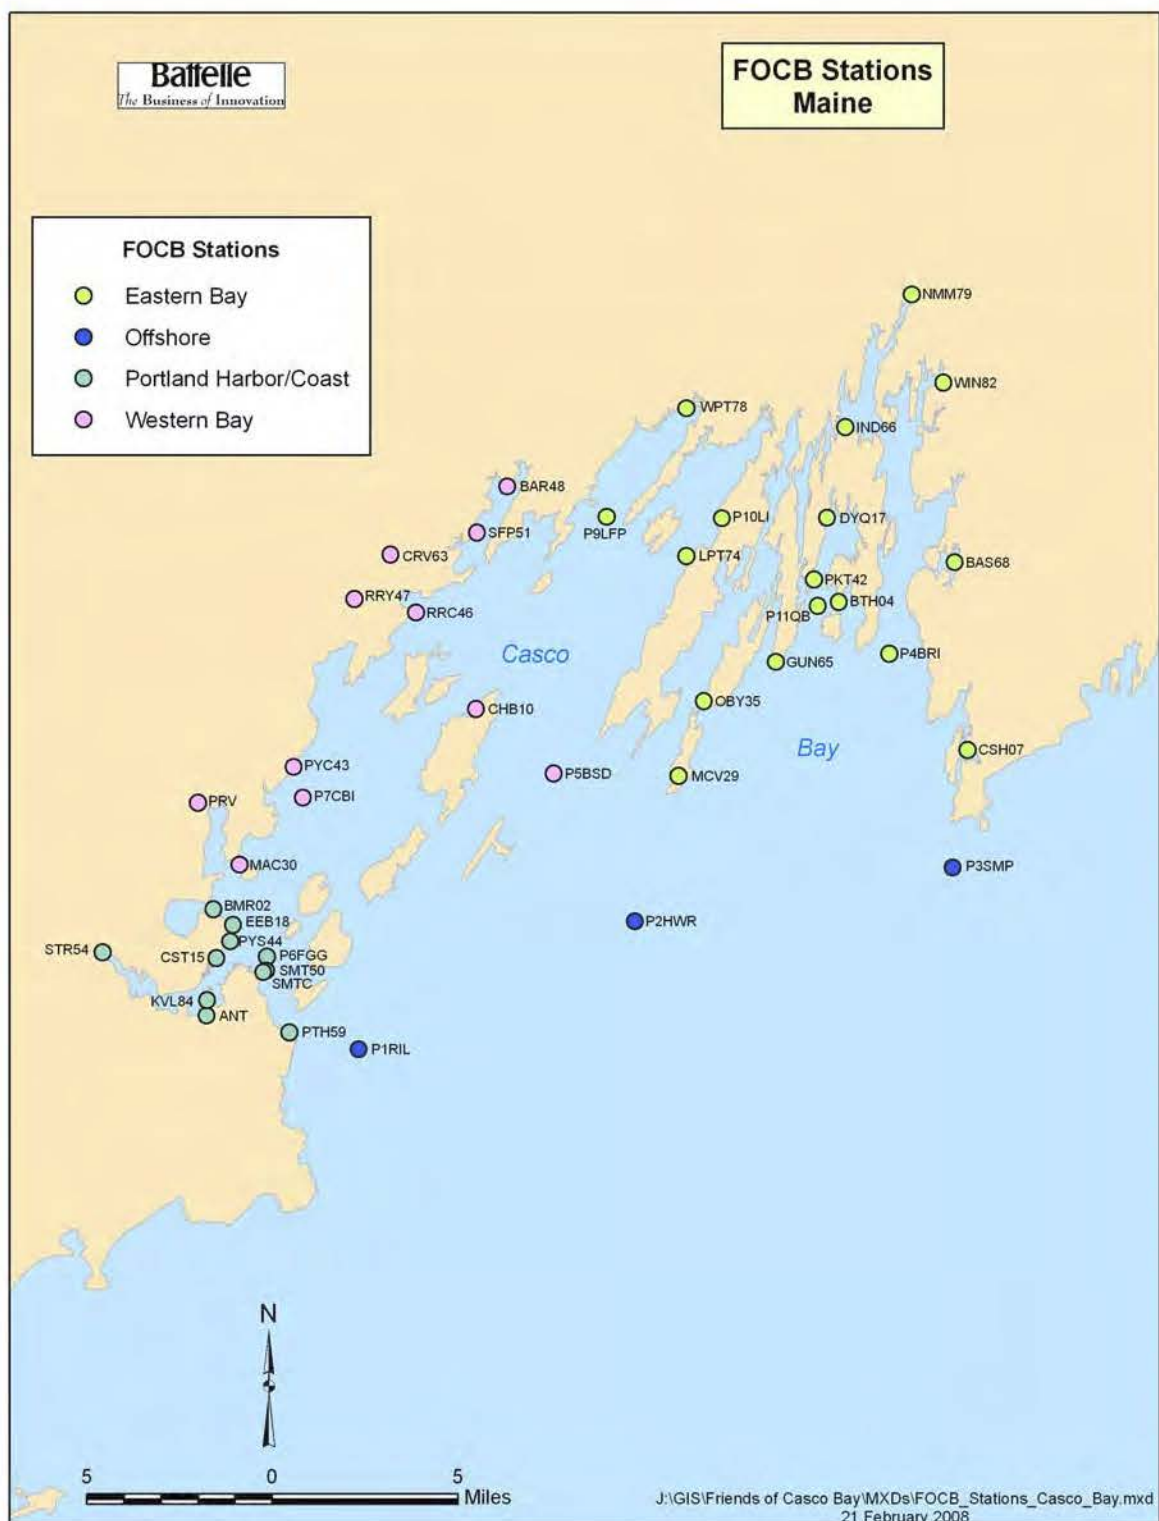 Battelle
The Business of Innovation
FOCB Stations
Maine
FOCB Stations
Eastern Bay
Offshore
Portland Harbor/Coast
Western Bay
NMM79
WIN82
WPT78
IND66
BAR48
P10LI
DYQ17
P9LFP
SFP51
CRV63
LPT74
BAS68
PKT42
RRY47
BTH04
RRC46
P11QB
Casco
P4BRI
GUN65
OBY35
CHB10
Bay
CSH07
PYC43
P5BSD
MCV29
P7CBI
PRV
MAC30
P3SMP
BMR02
P2HWR
EEB18
PYS44
STR54
CST15
P6FGG
SMT50
SMTC
KVL84
ANT
PTH59
P1RIL
N
5 0 5
Miles
J:\GIS\Friends of Casco Bay\MXDs\FOCB_Stations_Casco_Bay.mxd
21 February 2008